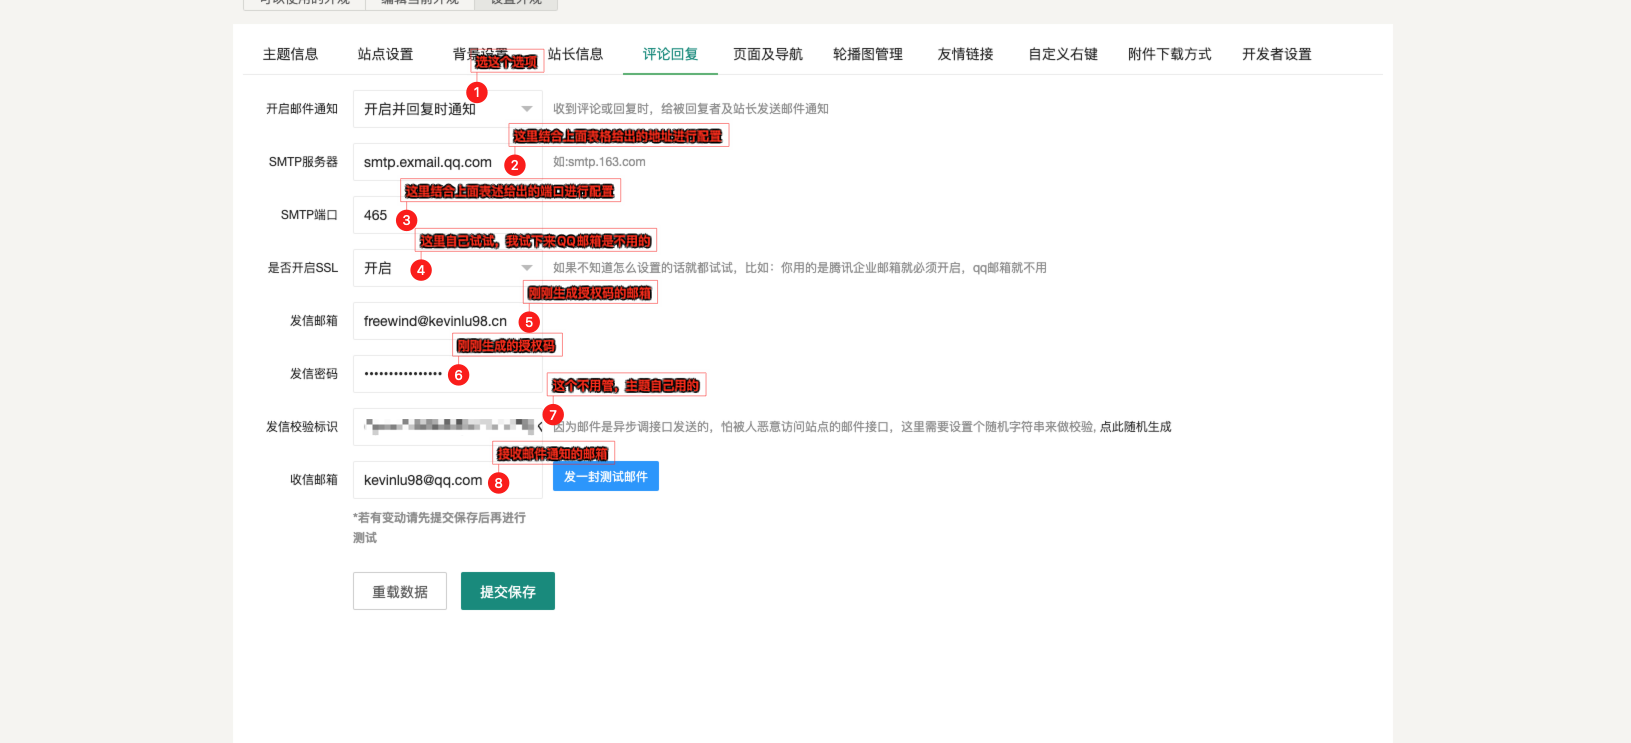 可以使用的外观 编辑当前外观 设置外观
主题信息 站点设置 背景设置 站长信息 评论回复 页面及导航 轮播图管理 友情链接 自定义右键 附件下载方式 开发者设置
选这个选项
1
开启邮件通知 开启并回复时通知 收到评论或回复时，给被回复者及站长发送邮件通知
这里结合上面表格给出的地址进行配置
SMTP服务器 smtp.exmail.qq.com 2 如:smtp.163.com
这里结合上面表述给出的端口进行配置
SMTP端口 465 3
这里自己试试，我试下来QQ邮箱是不用的
是否开启SSL 开启 4 如果不知道怎么设置的话就都试试，比如：你用的是腾讯企业邮箱就必须开启，qq邮箱就不用
刚刚生成授权码的邮箱
发信邮箱 freewind@kevinlu98.cn 5
刚刚生成的授权码
发信密码 •••••••••••••••• 6
这个不用管，主题自己用的
7
发信校验标识 因为邮件是异步调接口发送的，怕被人恶意访问站点的邮件接口，这里需要设置个随机字符串来做校验, 点此随机生成
接收邮件通知的邮箱
收信邮箱 kevinlu98@qq.com 8 发一封测试邮件
*若有变动请先提交保存后再进行
测试
重载数据 提交保存